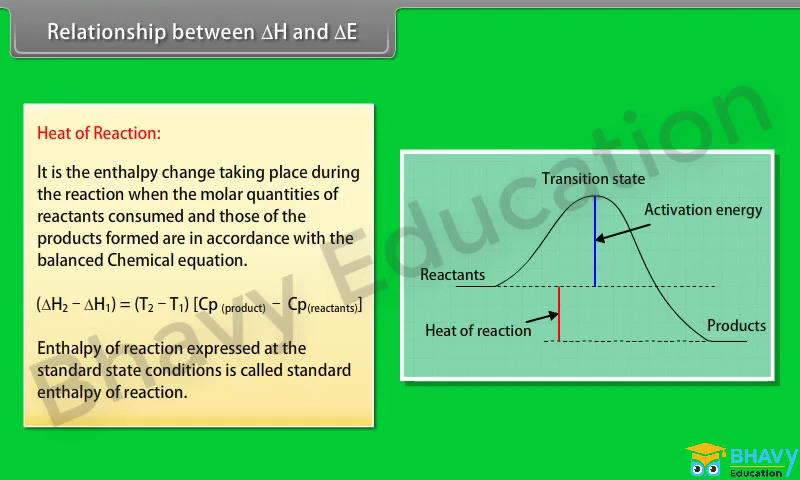 Relationship between ΔH and ΔE
Heat of Reaction:
It is the enthalpy change taking place during
the reaction when the molar quantities of
reactants consumed and those of the
products formed are in accordance with the
balanced Chemical equation.
(ΔH₂ − ΔH₁) = (T₂ − T₁) [Cp (product) − Cp(reactants)]
Enthalpy of reaction expressed at the
standard state conditions is called standard
enthalpy of reaction.
Transition state
Activation energy
Reactants
Heat of reaction
Products
Bhavy Education
BHAVY
Education